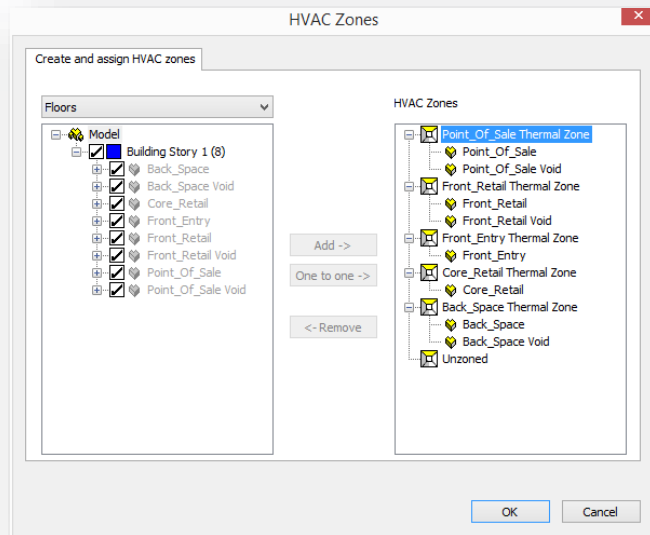 HVAC Zones
Create and assign HVAC zones
Floors
Model
Building Story 1 (8)
Back_Space
Back_Space Void
Core_Retail
Front_Entry
Front_Retail
Front_Retail Void
Point_Of_Sale
Point_Of_Sale Void
Add ->
One to one ->
<- Remove
HVAC Zones
Point_Of_Sale Thermal Zone
Point_Of_Sale
Point_Of_Sale Void
Front_Retail Thermal Zone
Front_Retail
Front_Retail Void
Front_Entry Thermal Zone
Front_Entry
Core_Retail Thermal Zone
Core_Retail
Back_Space Thermal Zone
Back_Space
Back_Space Void
Unzoned
OK
Cancel